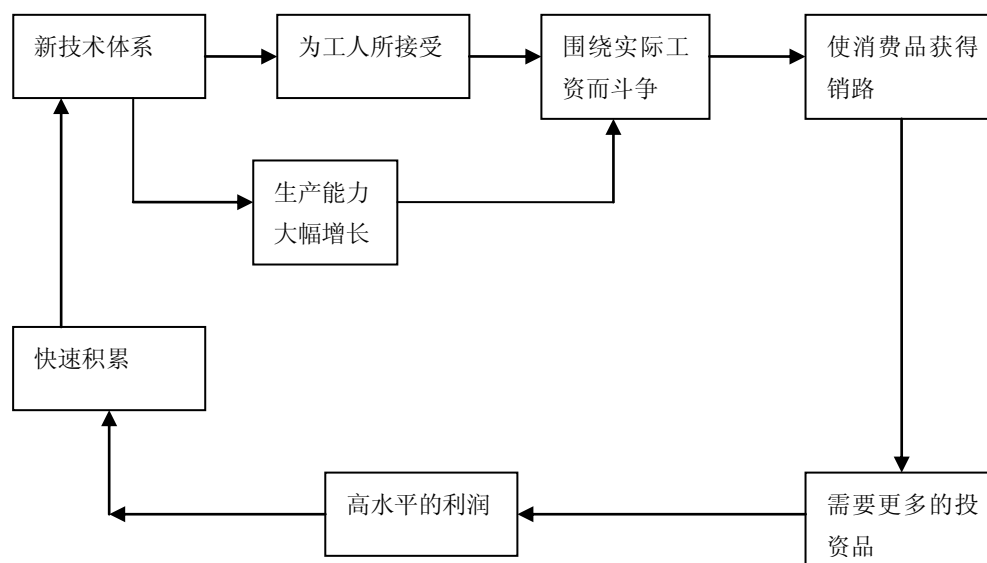 新技术体系
为工人所接受
围绕实际工
资而斗争
使消费品获得
销路
生产能力
大幅增长
快速积累
高水平的利润
需要更多的投
资品